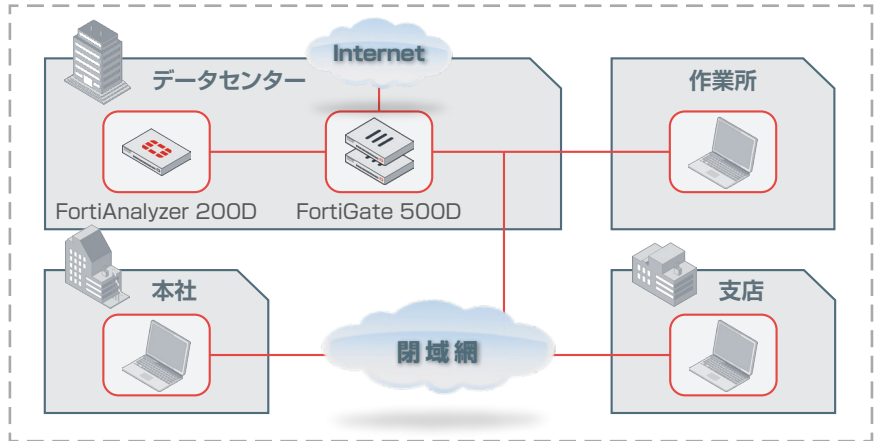 Internet
データセンター
作業所
FortiAnalyzer 200D
FortiGate 500D
本社
支店
閉域網